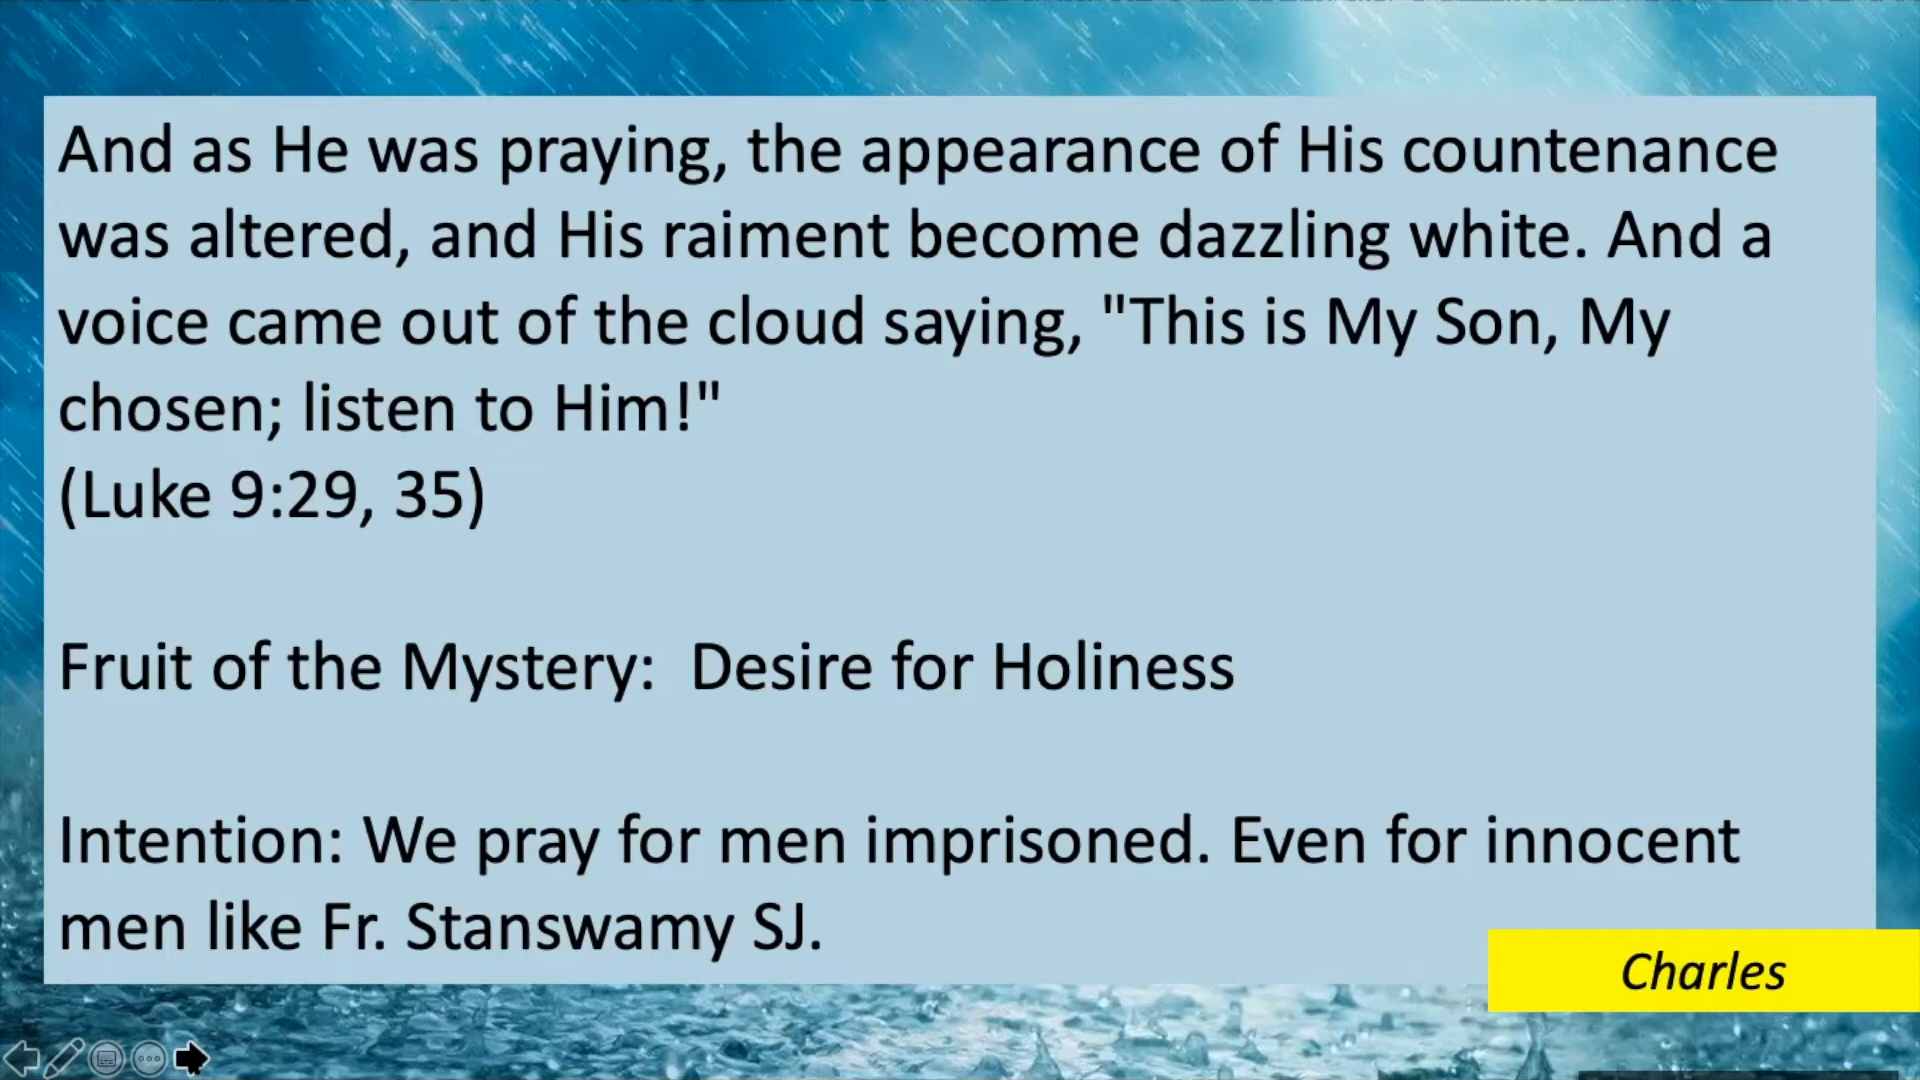 And as He was praying, the appearance of His countenance
was altered, and His raiment become dazzling white. And a
voice came out of the cloud saying, "This is My Son, My
chosen; listen to Him!"
(Luke 9:29, 35)
Fruit of the Mystery:  Desire for Holiness
Intention: We pray for men imprisoned. Even for innocent
men like Fr. Stanswamy SJ.
Charles